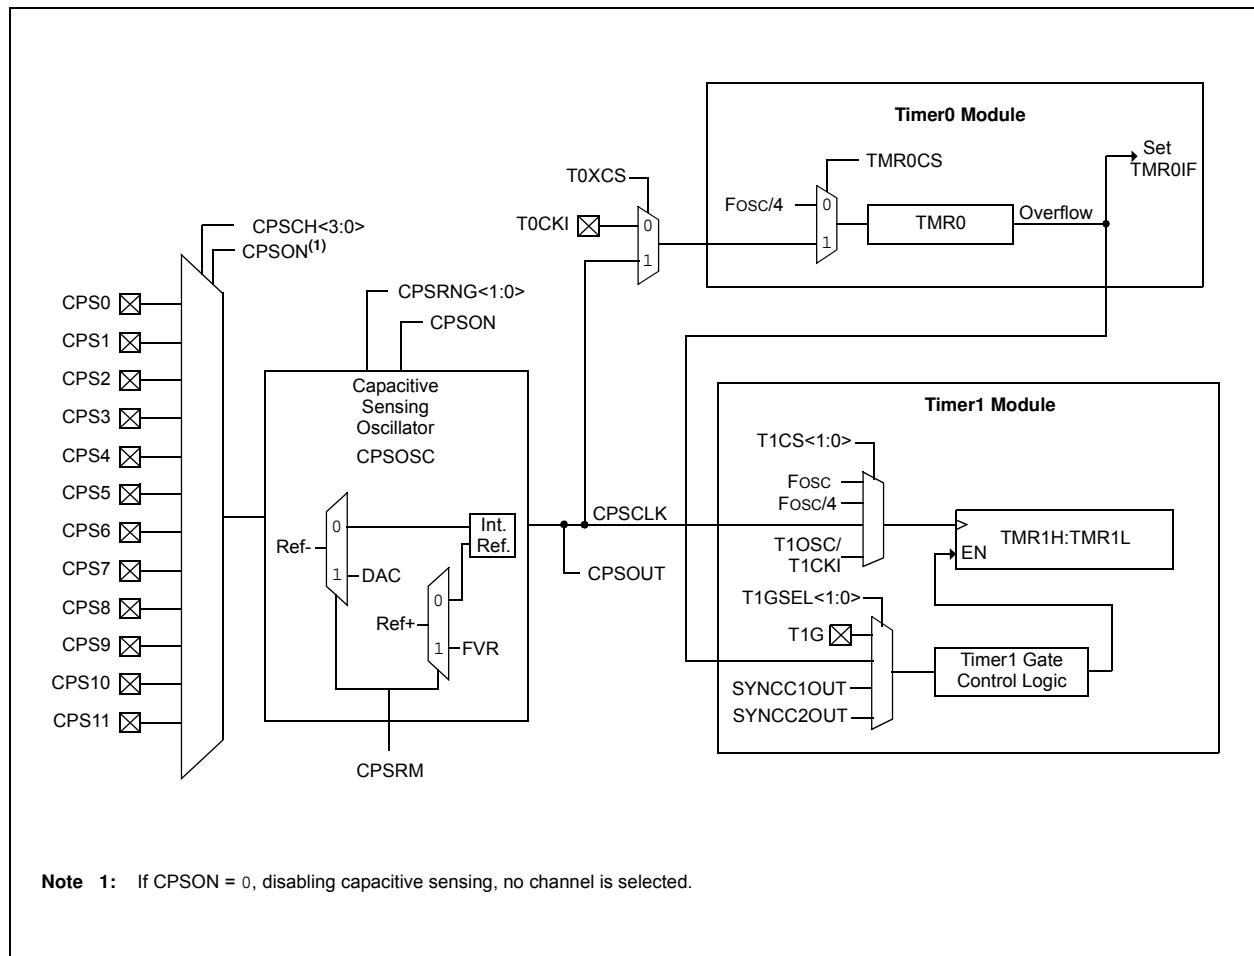 Timer0 Module
Set
TMR0IF
TMR0CS
T0XCS
FOSC/4
0
1
TMR0
Overflow
T0CKI
0
1
CPSCH<3:0>
CPSON(1)
CPSRNG<1:0>
CPSON
CPS0
CPS1
CPS2
CPS3
CPS4
CPS5
CPS6
CPS7
CPS8
CPS9
CPS10
CPS11
Capacitive
Sensing
Oscillator
CPSOSC
0
1
Ref-
DAC
Int.
Ref.
0
1
Ref+
FVR
CPSRM
CPSCLK
CPSOUT
Timer1 Module
T1CS<1:0>
FOSC
FOSC/4
T1OSC/
T1CKI
TMR1H:TMR1L
EN
T1GSEL<1:0>
T1G
SYNCC1OUT
SYNCC2OUT
Timer1 Gate
Control Logic
Note 1: If CPSON = 0, disabling capacitive sensing, no channel is selected.